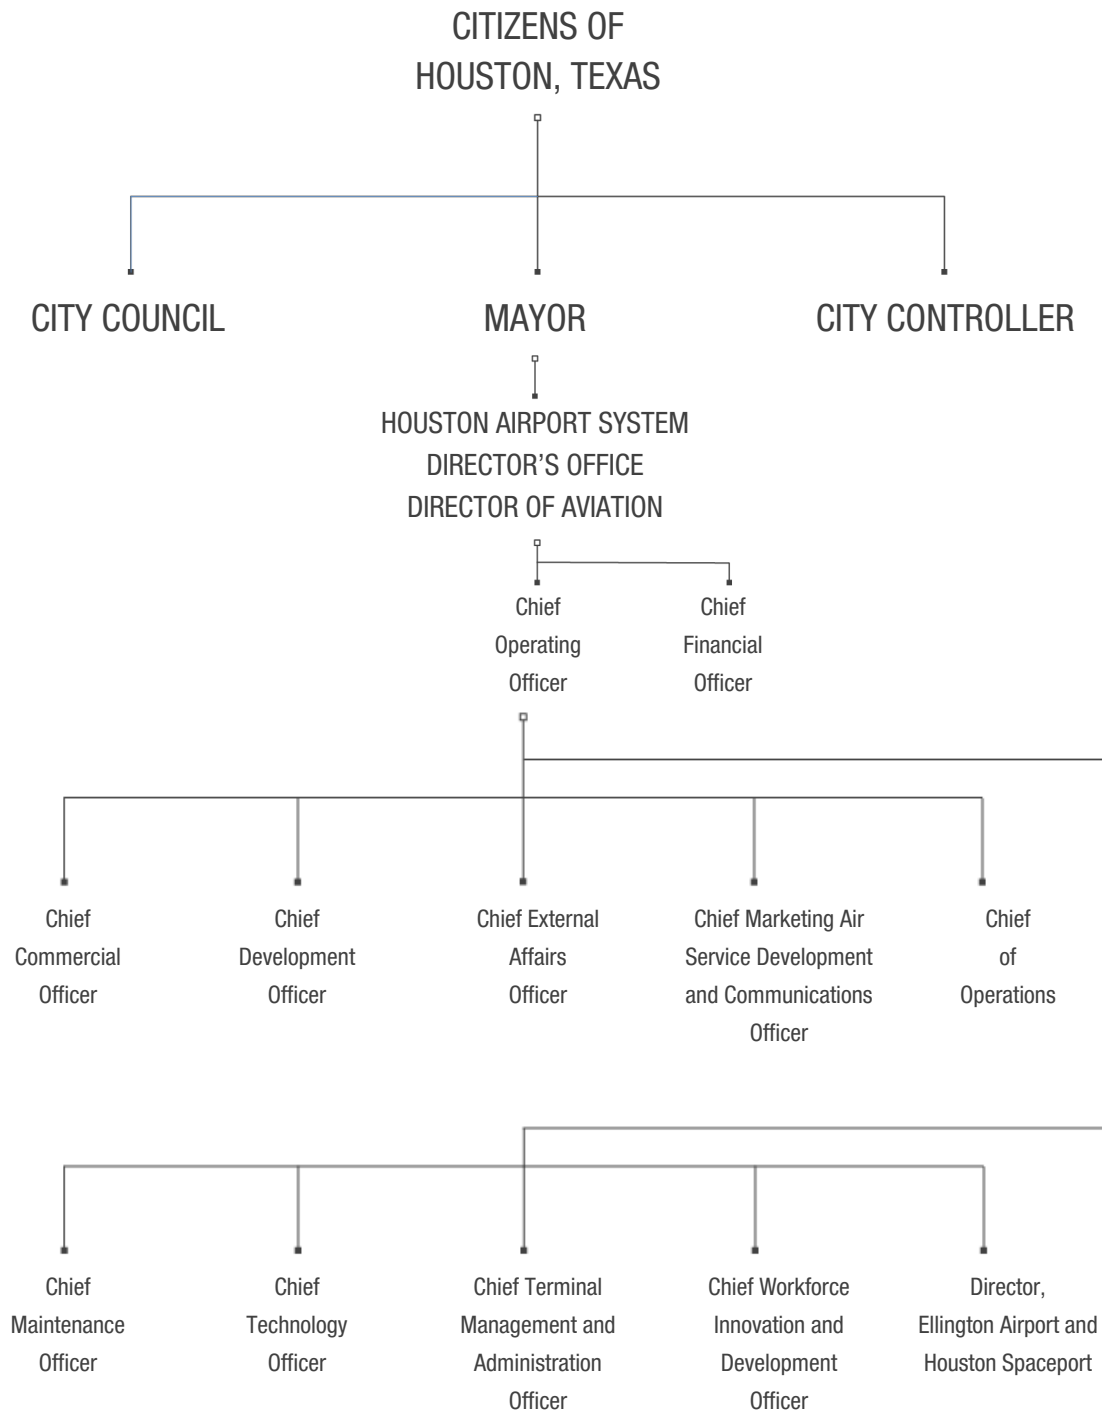 CITIZENS OF
HOUSTON, TEXAS
CITY COUNCIL
MAYOR
CITY CONTROLLER
HOUSTON AIRPORT SYSTEM
DIRECTOR'S OFFICE
DIRECTOR OF AVIATION
Chief
Operating
Officer
Chief
Financial
Officer
Chief
Commercial
Officer
Chief
Development
Officer
Chief External
Affairs
Officer
Chief Marketing Air
Service Development
and Communications
Officer
Chief
of
Operations
Chief
Maintenance
Officer
Chief
Technology
Officer
Chief Terminal
Management and
Administration
Officer
Chief Workforce
Innovation and
Development
Officer
Director,
Ellington Airport and
Houston Spaceport